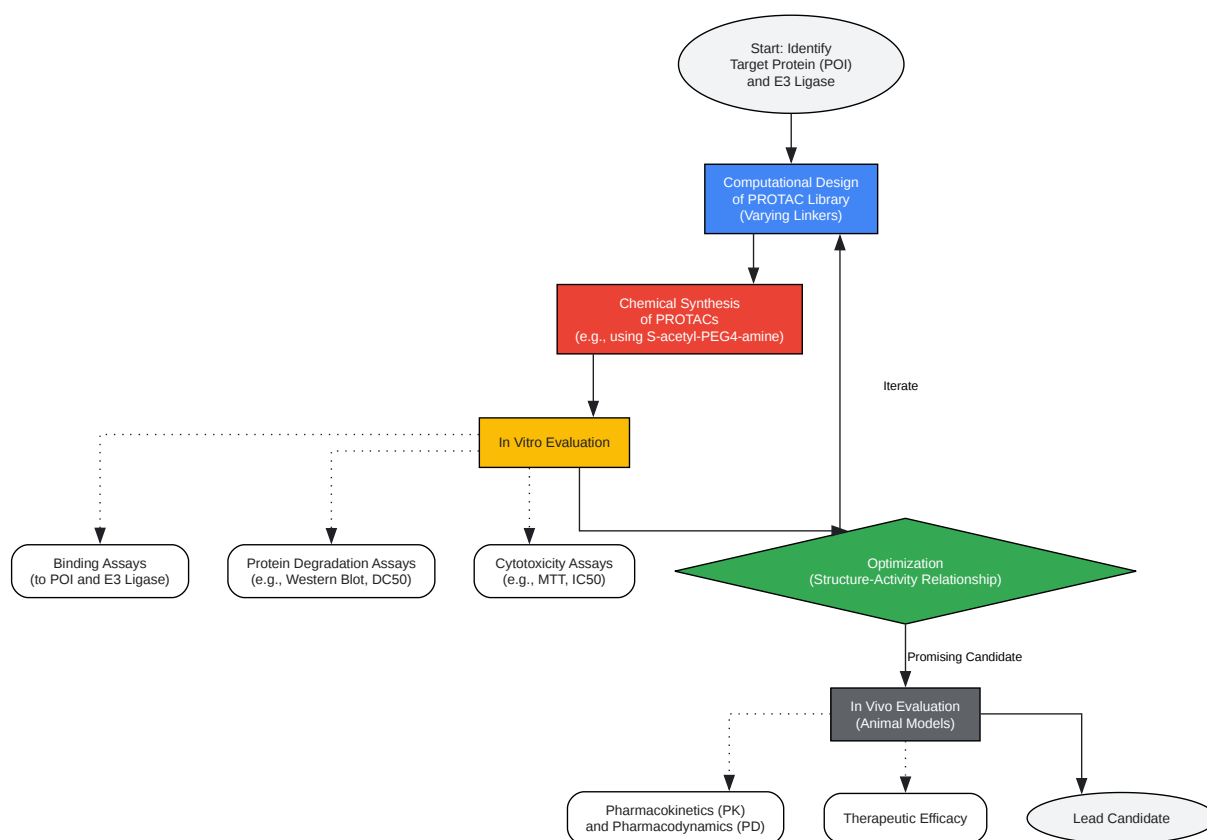 Start: Identify
Target Protein (POI)
and E3 Ligase
Computational Design
of PROTAC Library
(Varying Linkers)
Chemical Synthesis
of PROTACs
(e.g., using S-acetyl-PEG4-amine)
Iterate
In Vitro Evaluation
Binding Assays
(to POI and E3 Ligase)
Protein Degradation Assays
(e.g., Western Blot, DC50)
Cytotoxicity Assays
(e.g., MTT, IC50)
Optimization
(Structure-Activity Relationship)
Promising Candidate
In Vivo Evaluation
(Animal Models)
Pharmacokinetics (PK)
and Pharmacodynamics (PD)
Therapeutic Efficacy
Lead Candidate